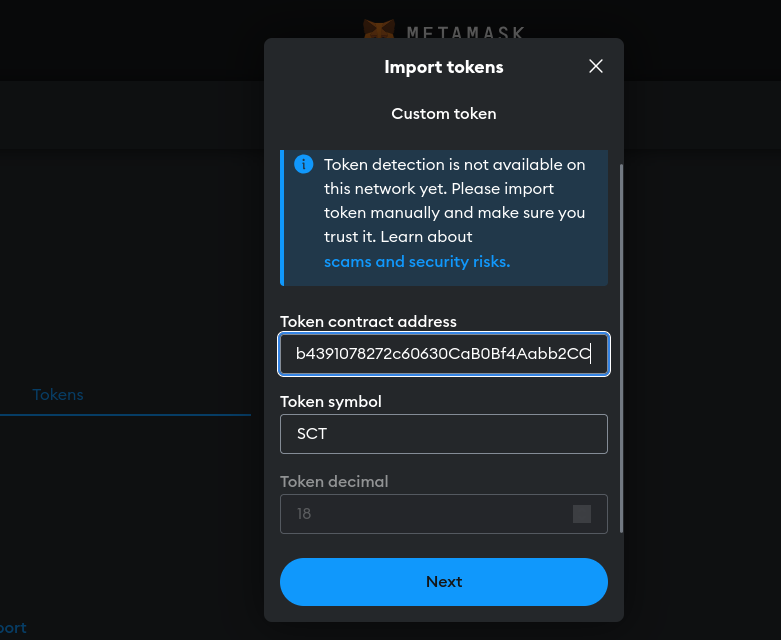 METAMASK
Import tokens
Custom token
Token detection is not available on
this network yet. Please import
token manually and make sure you
trust it. Learn about
scams and security risks.
Token contract address
b4391078272c60630CaB0Bf4Aabb2CC
Tokens
Token symbol
SCT
Token decimal
18
Next
port